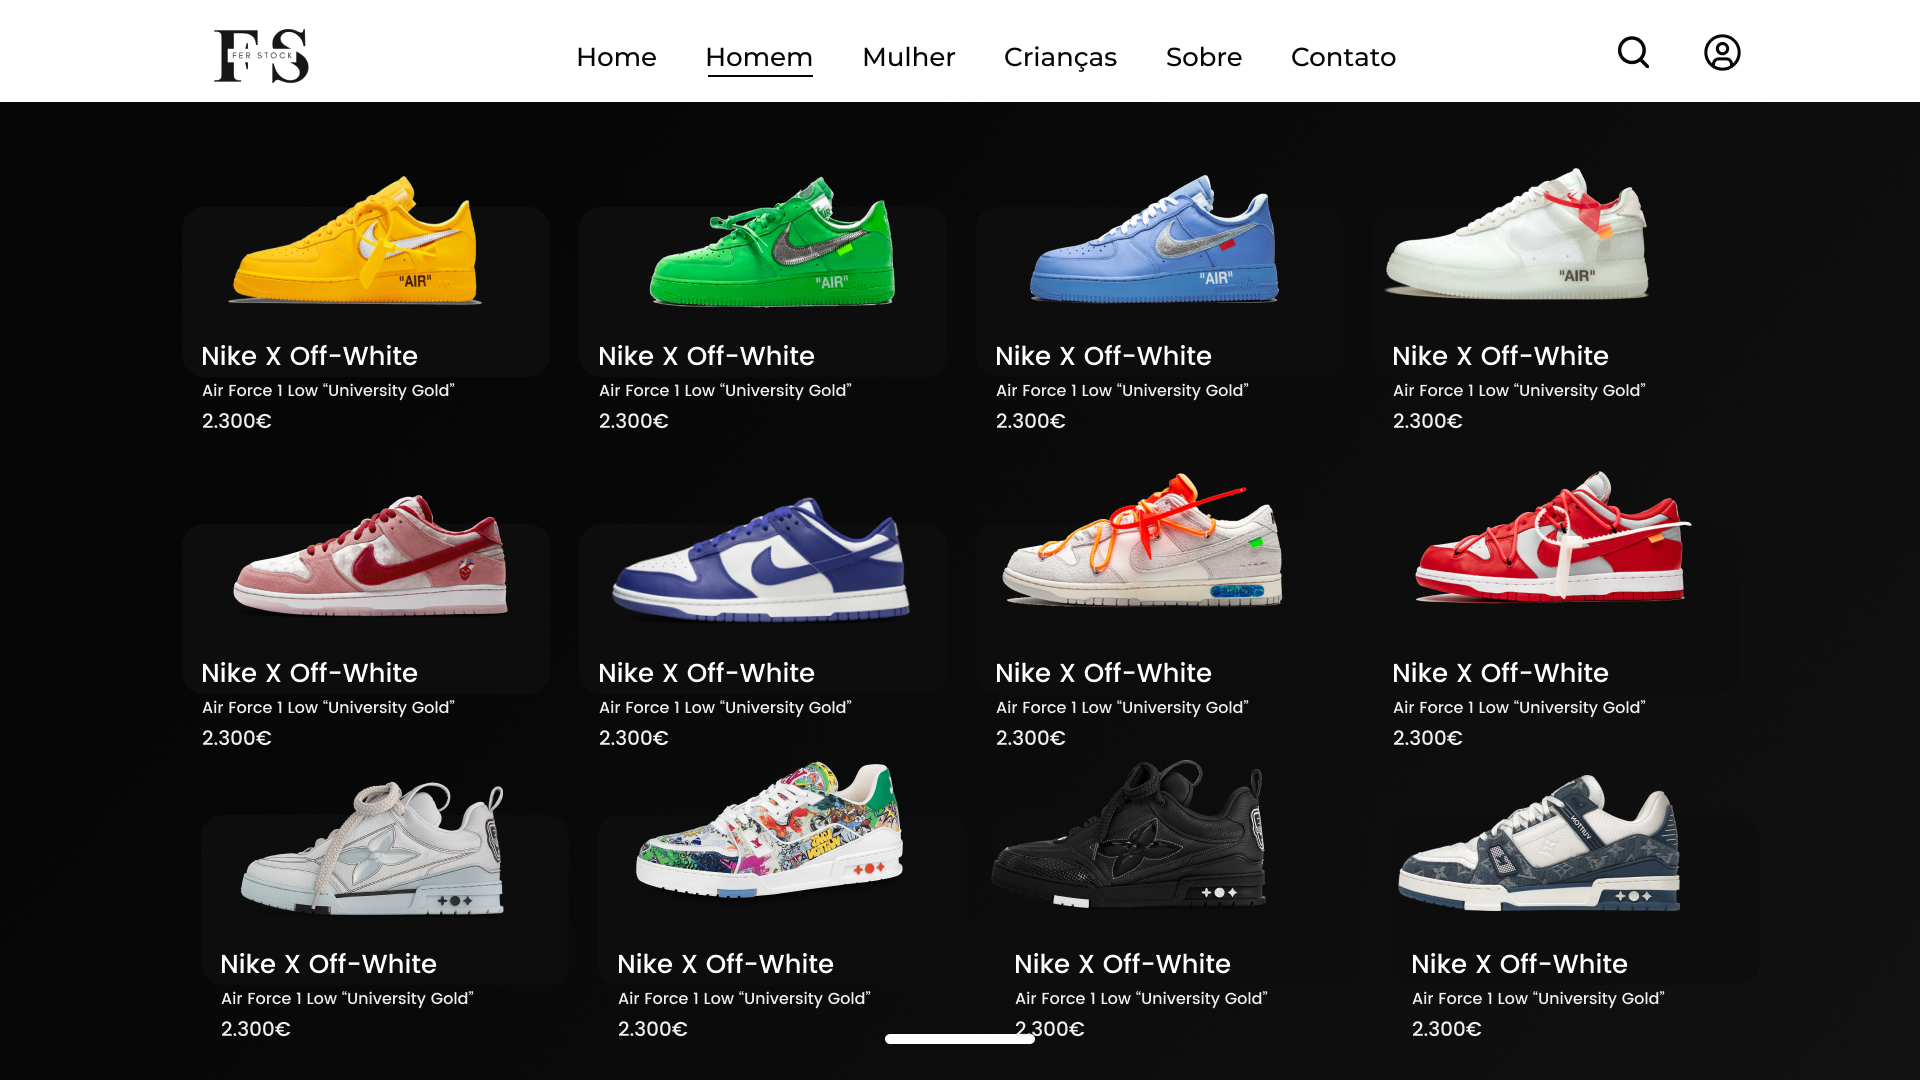 FS
FER STOCK
Home Homem Mulher Crianças Sobre Contato
"AIR" "AIR" "AIR" "AIR"
Nike X Off-White Nike X Off-White Nike X Off-White Nike X Off-White
Air Force 1 Low “University Gold” Air Force 1 Low “University Gold” Air Force 1 Low “University Gold” Air Force 1 Low “University Gold”
2.300€ 2.300€ 2.300€ 2.300€
Nike X Off-White Nike X Off-White Nike X Off-White Nike X Off-White
Air Force 1 Low “University Gold” Air Force 1 Low “University Gold” Air Force 1 Low “University Gold” Air Force 1 Low “University Gold”
2.300€ 2.300€ 2.300€ 2.300€
VUITTON
Nike X Off-White Nike X Off-White Nike X Off-White Nike X Off-White
Air Force 1 Low “University Gold” Air Force 1 Low “University Gold” Air Force 1 Low “University Gold” Air Force 1 Low “University Gold”
2.300€ 2.300€ 2.300€ 2.300€